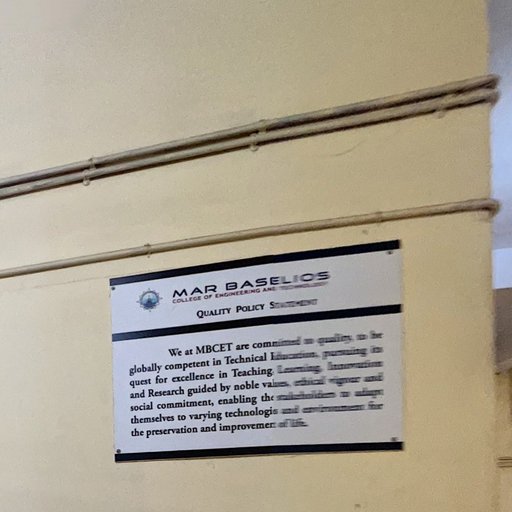 MAR BASELIOS
COLLEGE OF ENGINEERING AND TECHNOLOGY
QUALITY POLICY STATEMENT
We at MBCET are committed to quality, to be
globally competent in Technical Education, pursuing its
quest for excellence in Teaching, Learning, Innovation
and Research guided by noble values, ethical vigour and
social commitment, enabling the stakeholders to adapt
themselves to varying technologis and environment for
the preservation and improvement of life.